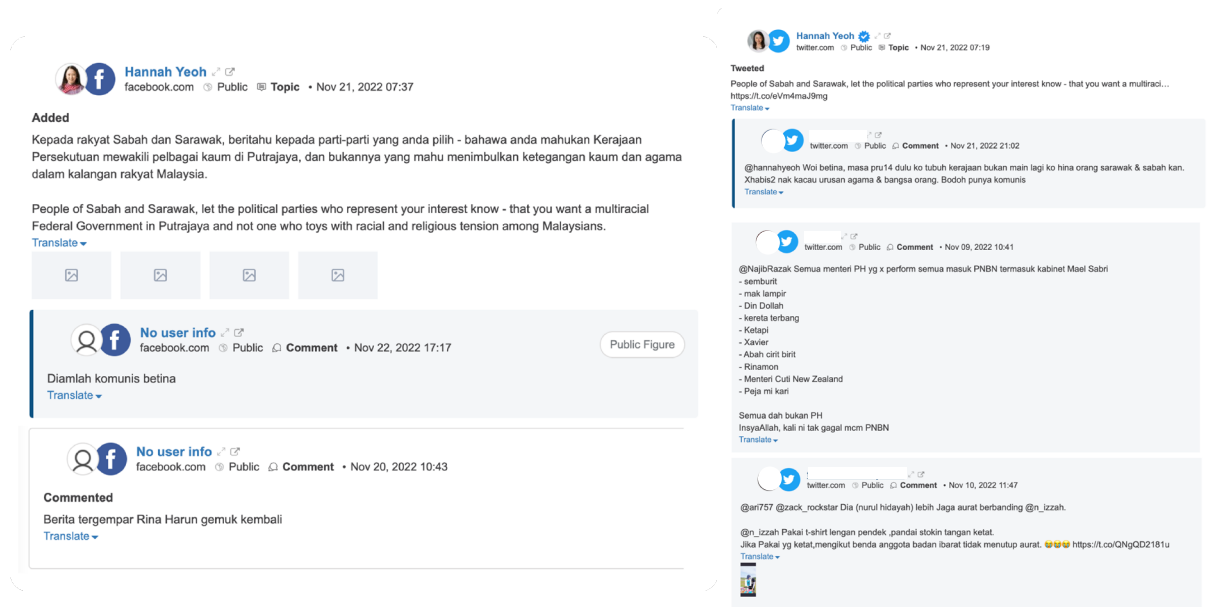 Hannah Yeoh
facebook.com Public Topic • Nov 21, 2022 07:37
Added
Kepada rakyat Sabah dan Sarawak, beritahu kepada parti-parti yang anda pilih - bahawa anda mahukan Kerajaan
Persekutuan mewakili pelbagai kaum di Putrajaya, dan bukannya yang mahu menimbulkan ketegangan kaum dan agama
dalam kalangan rakyat Malaysia.
People of Sabah and Sarawak, let the political parties who represent your interest know - that you want a multiracial
Federal Government in Putrajaya and not one who toys with racial and religious tension among Malaysians.
Translate
No user info
facebook.com Public Comment • Nov 22, 2022 17:17
Public Figure
Diamlah komunis betina
Translate
No user info
facebook.com Public Comment • Nov 20, 2022 10:43
Commented
Berita tergempar Rina Harun gemuk kembali
Translate
Hannah Yeoh
twitter.com Public Topic • Nov 21, 2022 07:19
Tweeted
People of Sabah and Sarawak, let the political parties who represent your interest know - that you want a multiraci...
https://t.co/eVm4maJ9mg
Translate
twitter.com Public Comment • Nov 21, 2022 21:02
@hannahyeoh Woi betina, masa pru14 dulu ko tubuh kerajaan bukan main lagi ko hina orang sarawak & sabah kan.
Xhabis2 nak kacau urusan agama & bangsa orang. Bodoh punya komunis
Translate
twitter.com Public Comment • Nov 09, 2022 10:41
@NajibRazak Semua menteri PH yg x perform semua masuk PNBN termasuk kabinet Mael Sabri
- semburit
- mak lampir
- Din Dollah
- kereta terbang
- Ketapi
- Xavier
- Abah cirit birit
- Rinamon
- Menteri Cuti New Zealand
- Peja mi kari
Semua dah bukan PH
InsyaAllah, kali ni tak gagal mcm PNBN
Translate
twitter.com Public Comment • Nov 10, 2022 11:47
@ari757 @zack_rockstar Dia (nurul hidayah) lebih Jaga aurat berbanding @n_izzah.
@n_izzah Pakai t-shirt lengan pendek ,pandai stokin tangan ketat.
Jika Pakai yg ketat,mengikut benda anggota badan ibarat tidak menutup aurat. 😂😂😂 https://t.co/QNgQD2181u
Translate